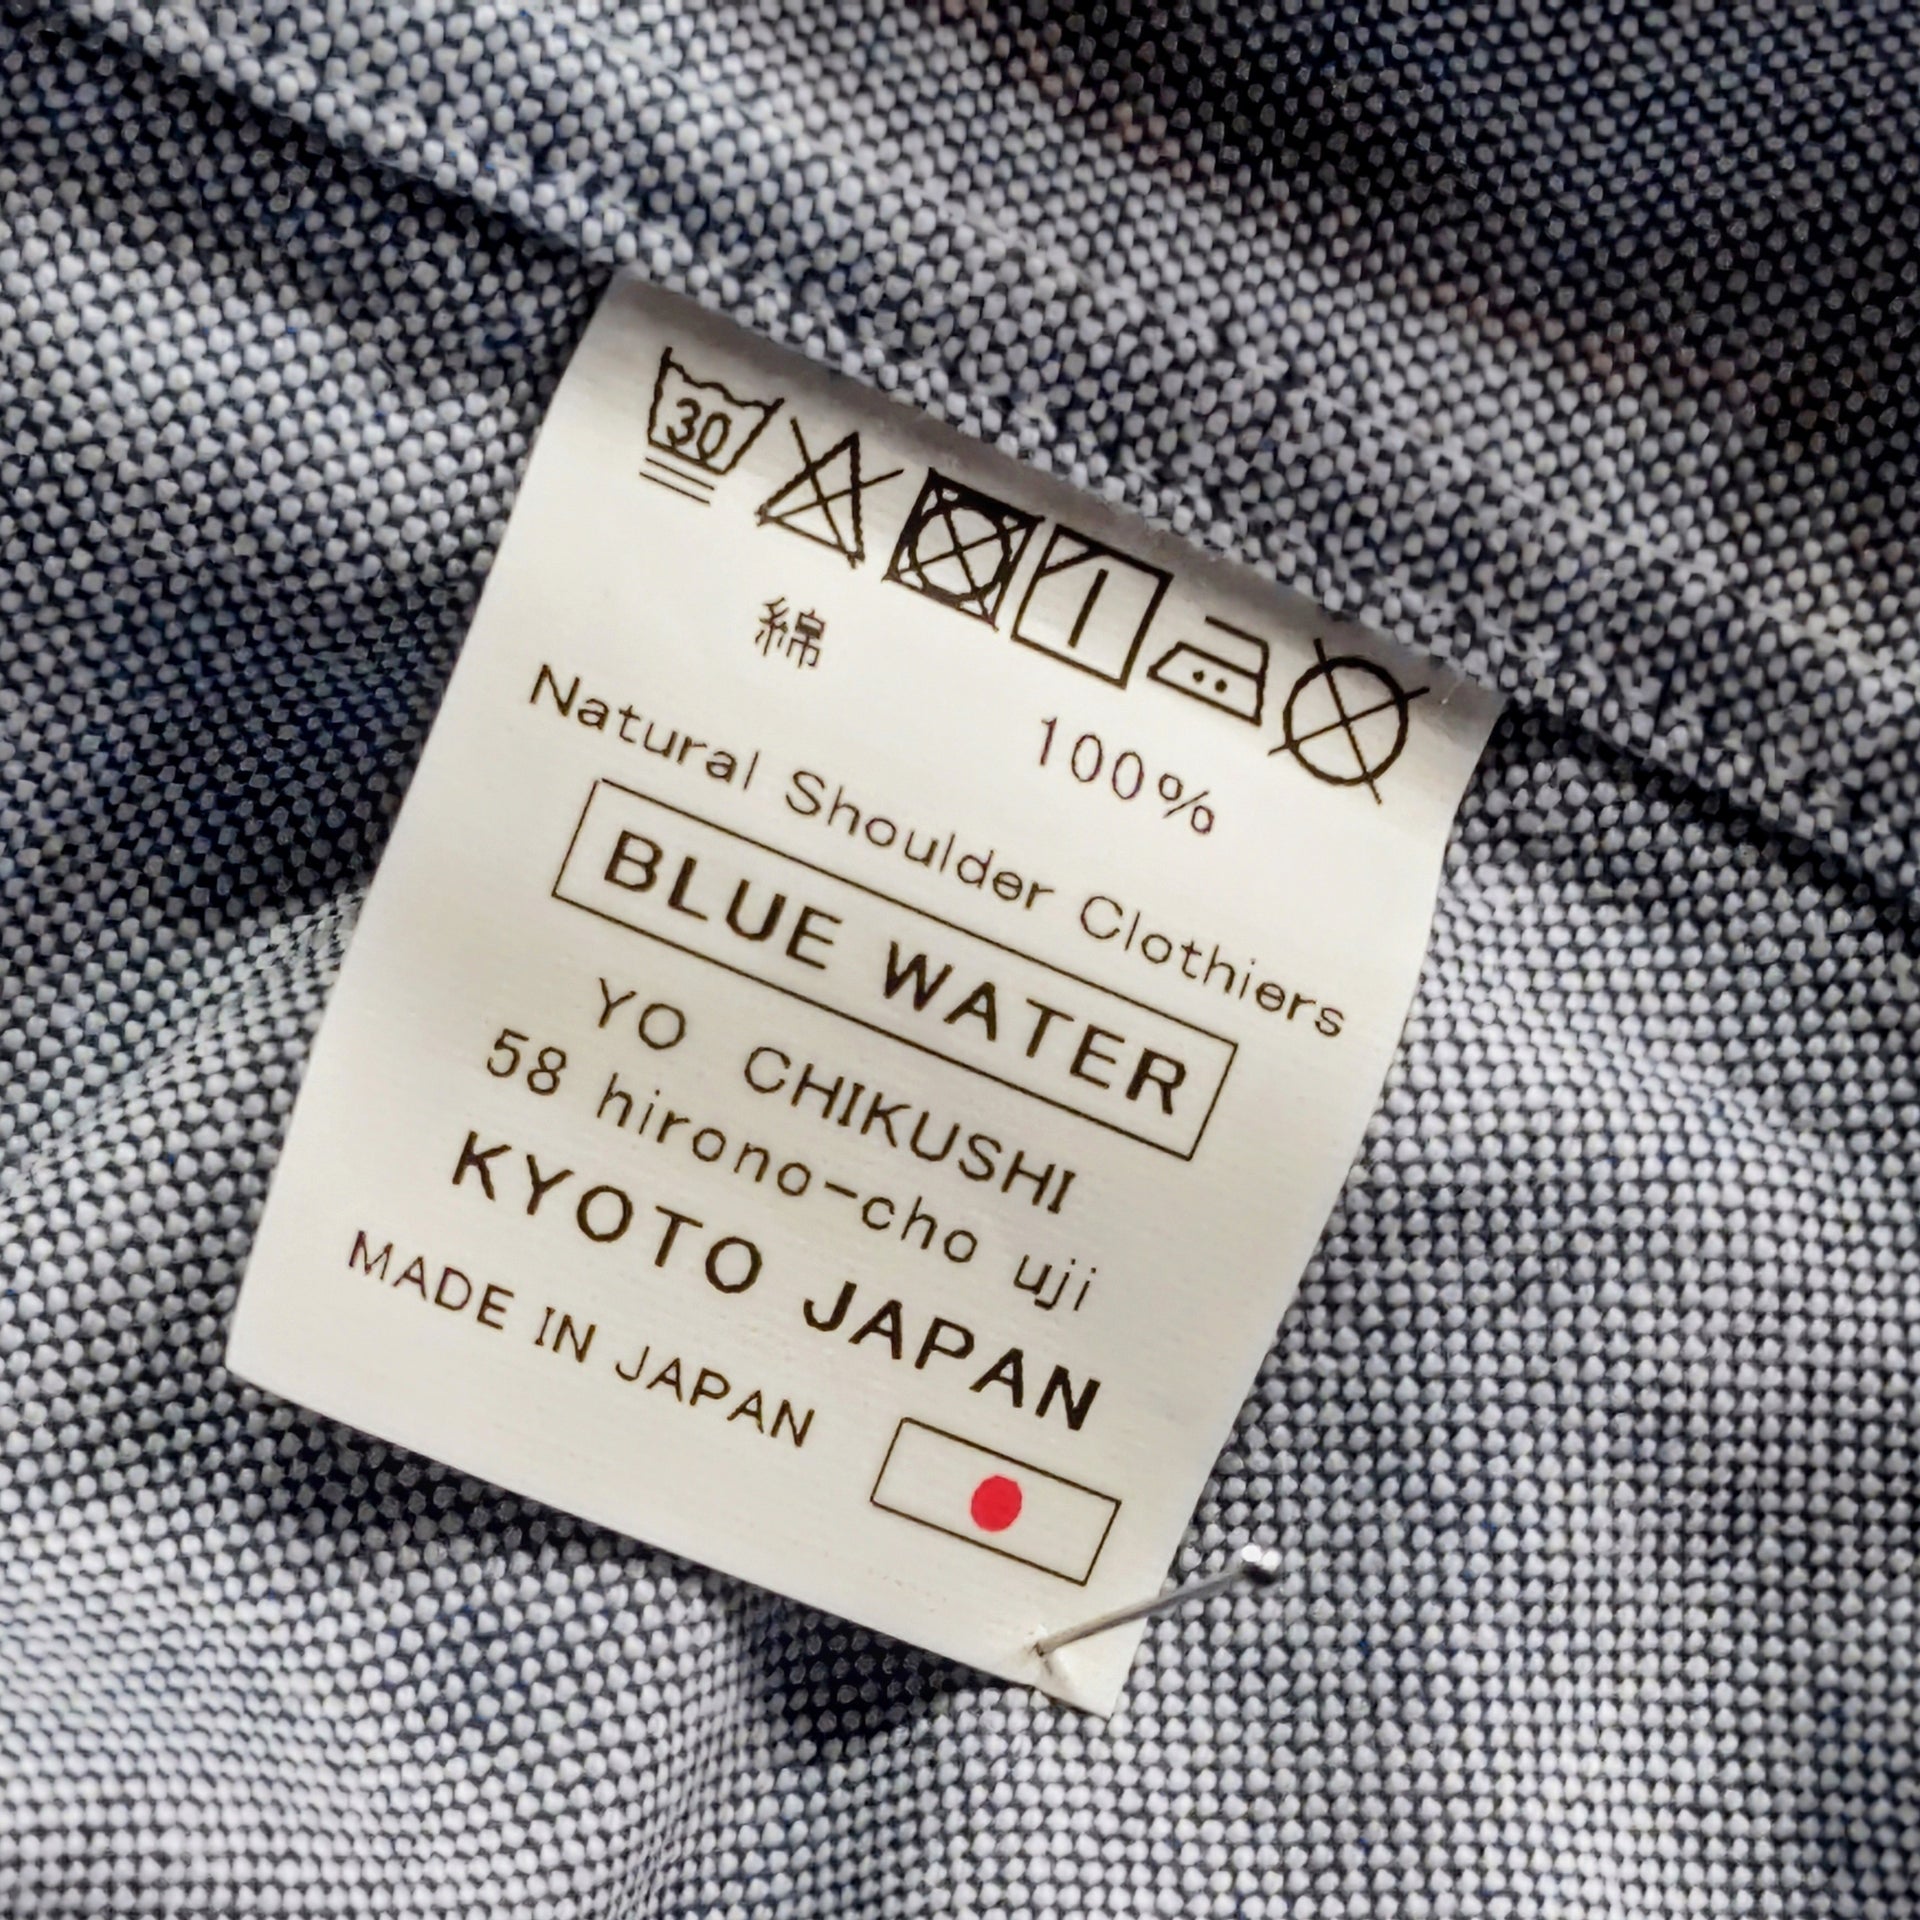 30
綿 100%
Natural Shoulder Clothiers
BLUE WATER
YO CHIKUSHI
58 hirono-cho uji
KYOTO JAPAN
MADE IN JAPAN